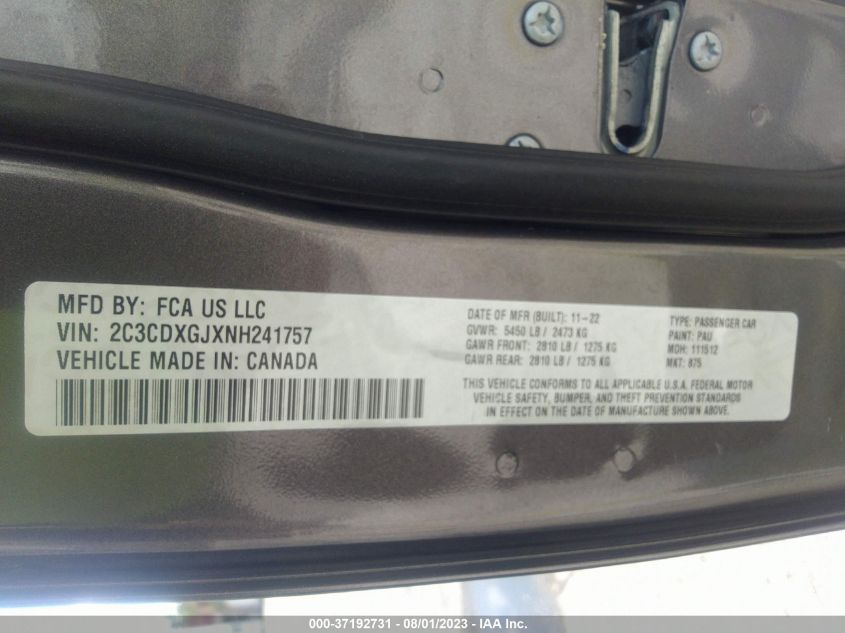 MFD BY: FCA US LLC
VIN: 2C3CDXGJXNH241757
VEHICLE MADE IN: CANADA
DATE OF MFR (BUILT): 11-22
GVWR: 5450 LB / 2473 KG
GAWR FRONT: 2810 LB / 1275 KG
GAWR REAR: 2810 LB / 1275 KG
TYPE: PASSENGER CAR
PAINT: PAU
MDH: 111512
MKT: 875
THIS VEHICLE CONFORMS TO ALL APPLICABLE U.S.A. FEDERAL MOTOR
VEHICLE SAFETY, BUMPER, AND THEFT PREVENTION STANDARDS
IN EFFECT ON THE DATE OF MANUFACTURE SHOWN ABOVE.
000-37192731 - 08/01/2023 - IAA Inc.